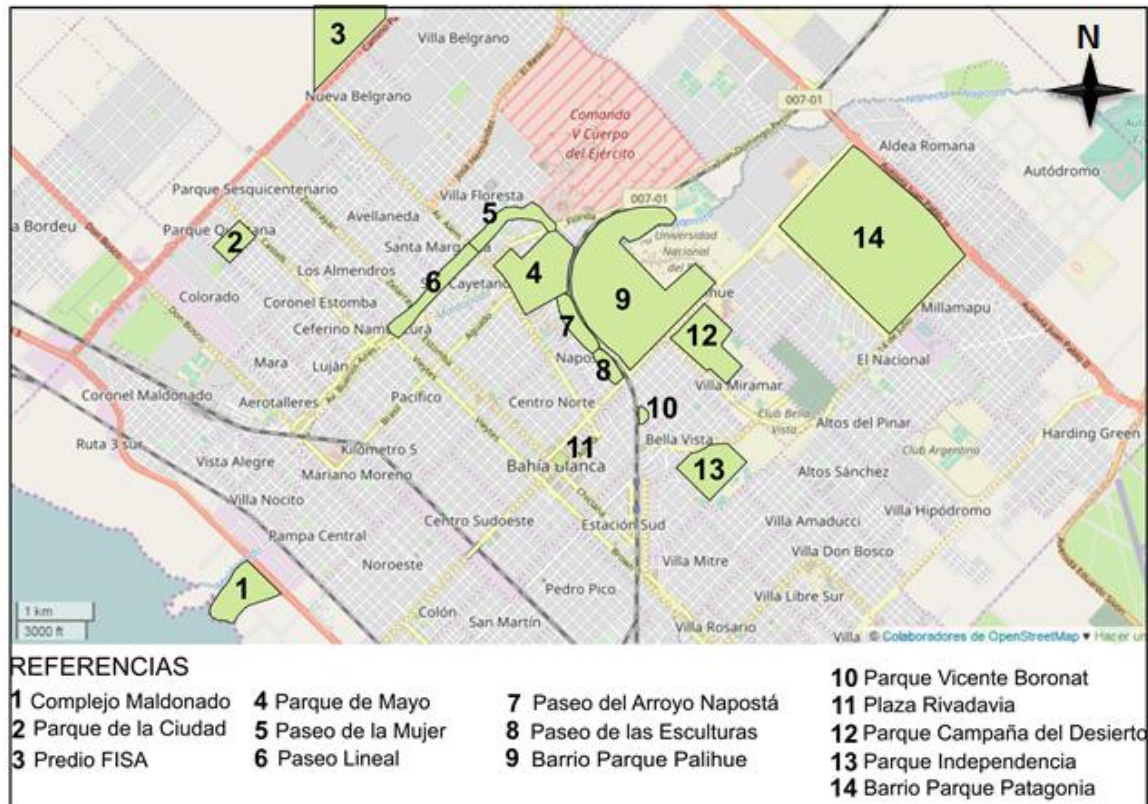 3
Villa Belgrano
N
Nueva Belgrano
Comando
V Cuerpo
del Ejército
007-01
Aldea Romana
Autódromo
Parque Sesquicentenario
Villa Floresta
Avellaneda
007-01
5
Florida
14
2
Santa
Los Almendros
6
4
Universidad
Nacional
9
Colorado
Coronel Estomba
Millamapu
7
12
Mara
Luján
El Nacional
8
Villa Miramar
Coronel Maldonado
Aerotalleres
Pacífico
Centro Norte
10
Club Bella
Vista
Altos del Pinar
Ruta 3 sur
Kilómetro 5
11
Bella Vista
Harding Green
Club Argentino
Vista Alegre
Mariano Moreno
Bahía Blanca
13
Altos Sánchez
Villa Nocito
Rampa Central
Centro Sudoeste
Estación Sud
Villa Amaducci
Villa Hipódromo
Noroeste
Villa Mitre
Villa Don Bosco
1
Pedro Pico
Villa Libre Sur
1 km
3000 ft
Colón
San Martín
Villa Rosario
Villa
© Colaboradores de OpenStreetMap ♥ Hacer un
REFERENCIAS
1 Complejo Maldonado
2 Parque de la Ciudad
3 Predio FISA
4 Parque de Mayo
5 Paseo de la Mujer
6 Paseo Lineal
7 Paseo del Arroyo Napostá
8 Paseo de las Esculturas
9 Barrio Parque Palihue
10 Parque Vicente Boronat
11 Plaza Rivadavia
12 Parque Campaña del Desierto
13 Parque Independencia
14 Barrio Parque Patagonia